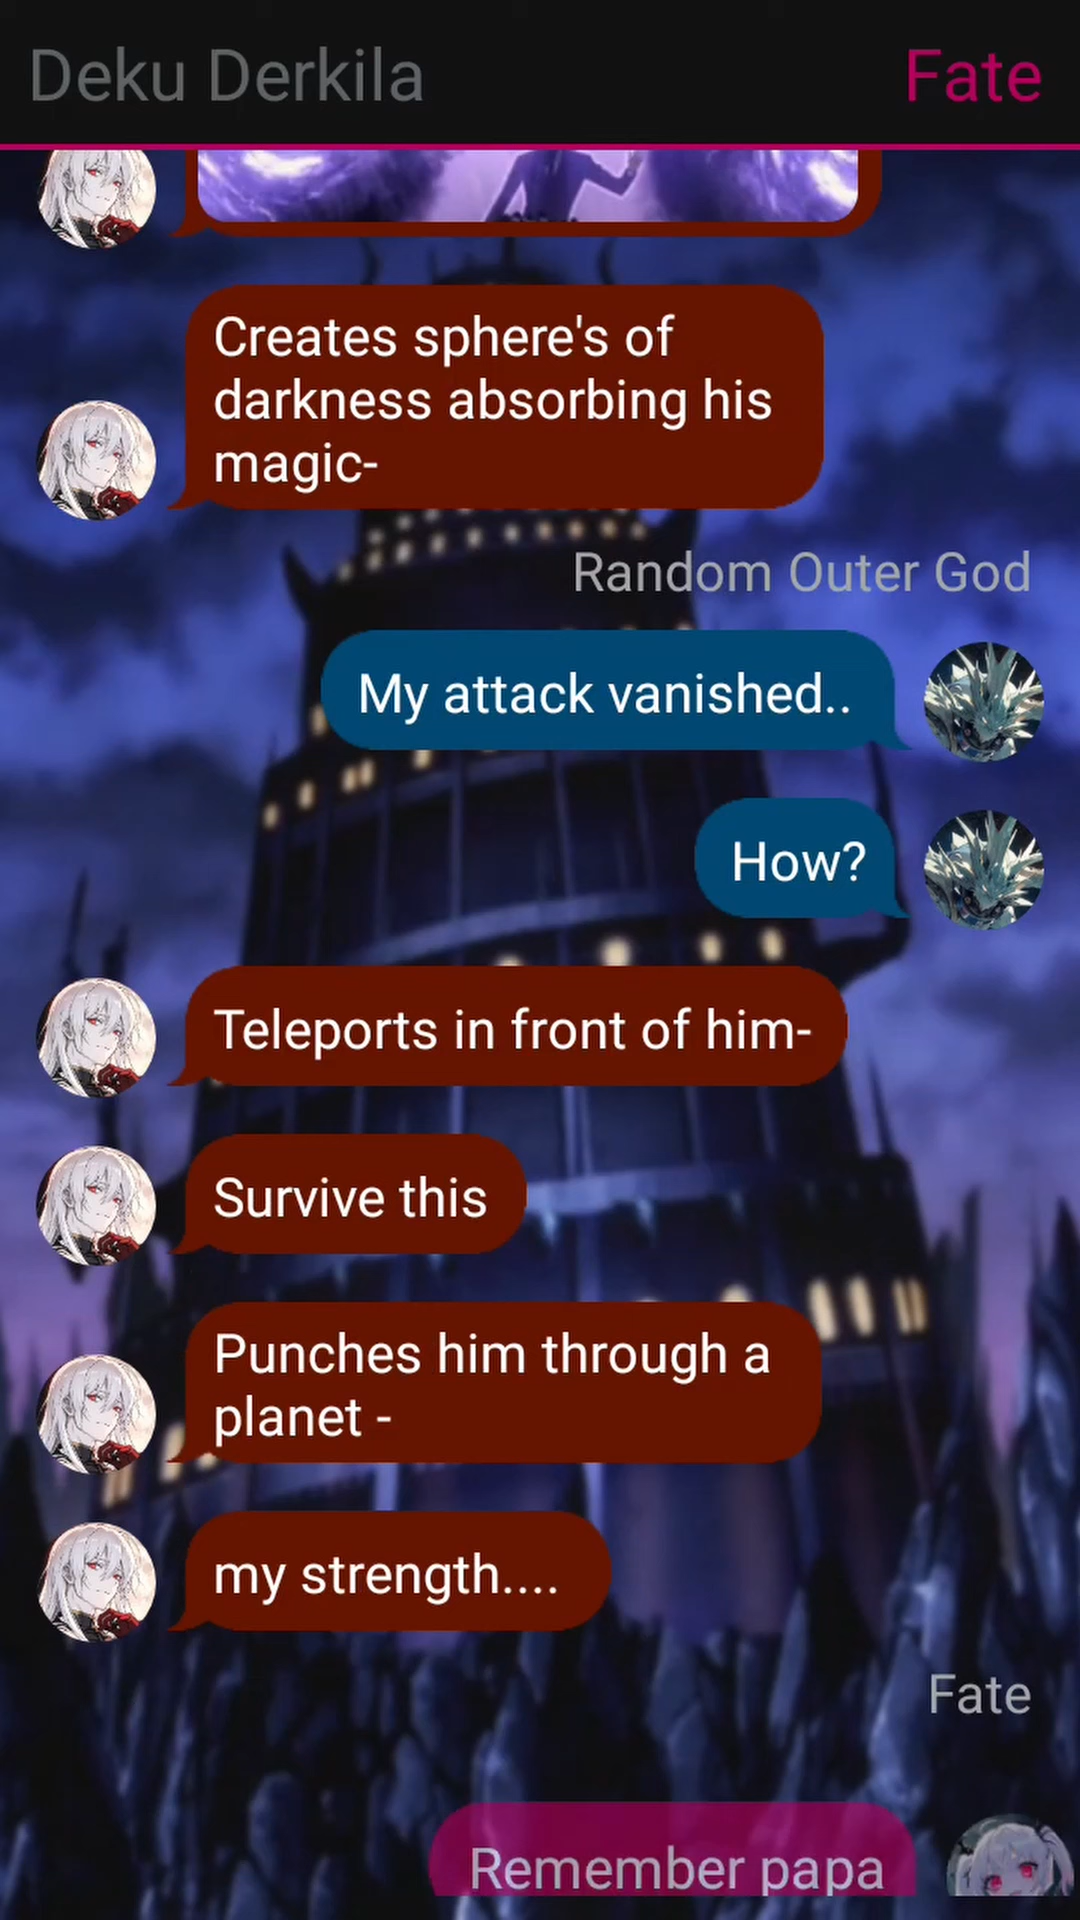 Deku Derkila
Fate
Creates sphere's of
darkness absorbing his
magic-
Random Outer God
My attack vanished..
How?
Teleports in front of him-
Survive this
Punches him through a
planet -
my strength....
Fate
Remember papa